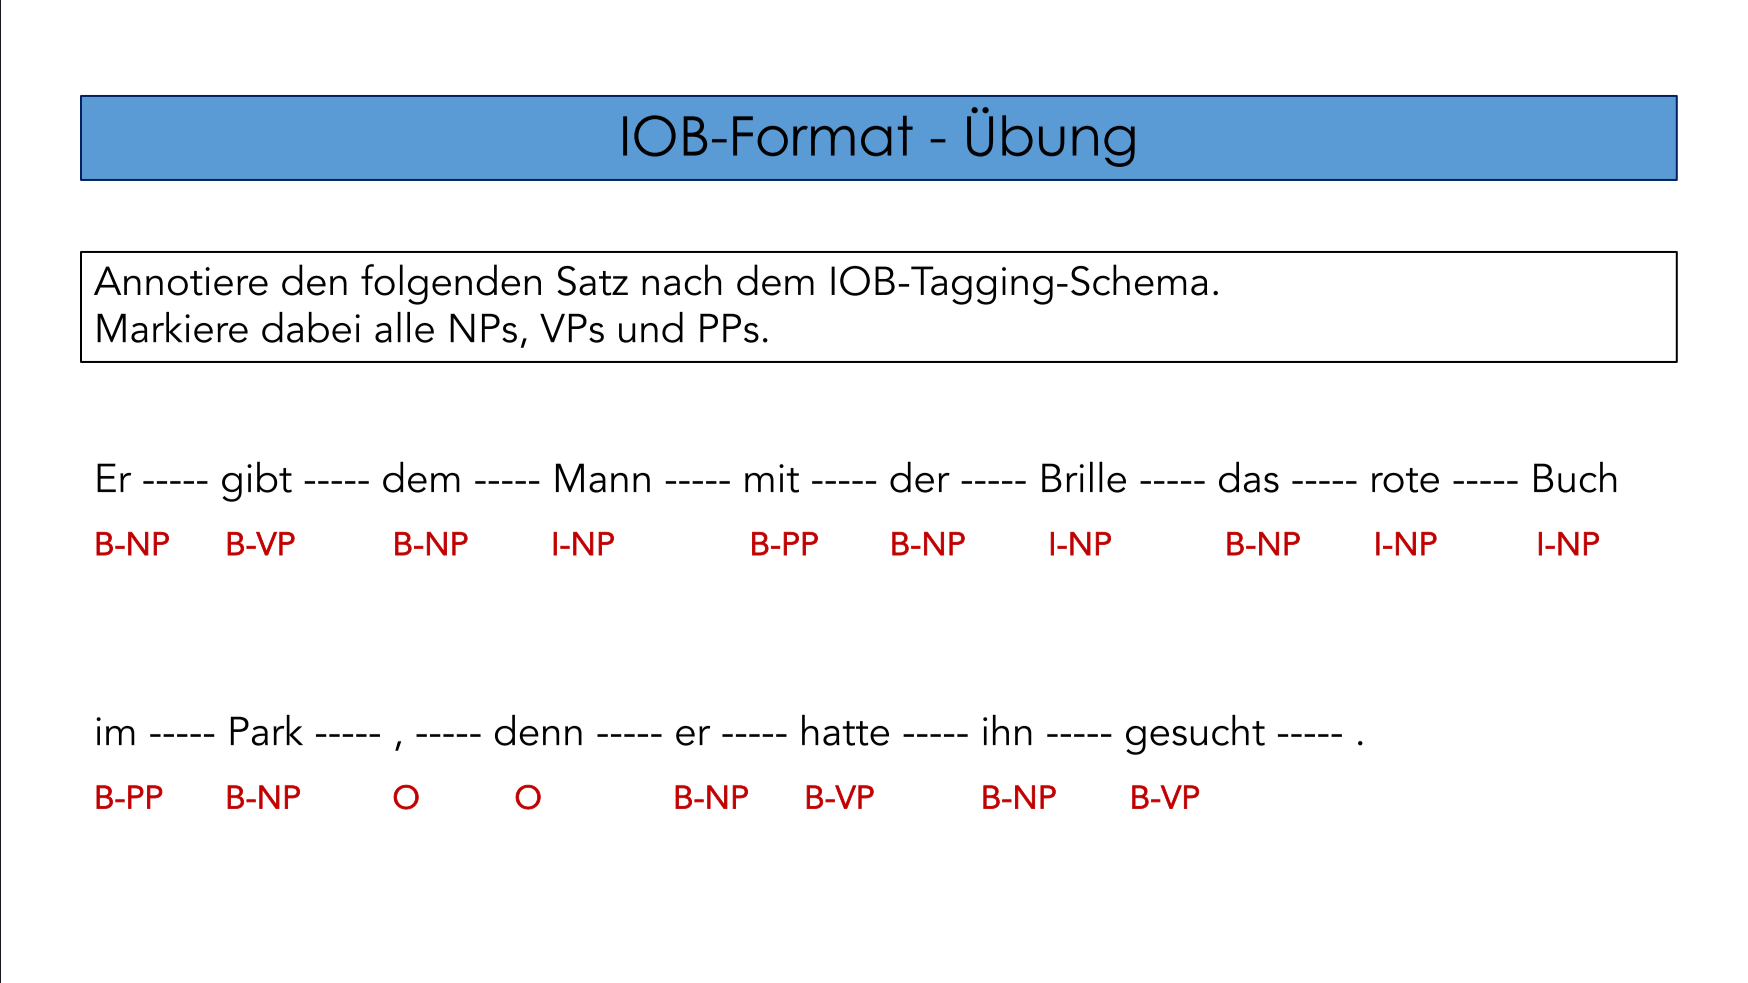 IOB-Format - Übung
Annotiere den folgenden Satz nach dem IOB-Tagging-Schema.
Markiere dabei alle NPs, VPs und PPs.
Er ----- gibt ----- dem ----- Mann ----- mit ----- der ----- Brille ----- das ----- rote ----- Buch
B-NP B-VP B-NP I-NP B-PP B-NP I-NP B-NP I-NP I-NP
im ----- Park ----- , ----- denn ----- er ----- hatte ----- ihn ----- gesucht ----- .
B-PP B-NP O O B-NP B-VP B-NP B-VP